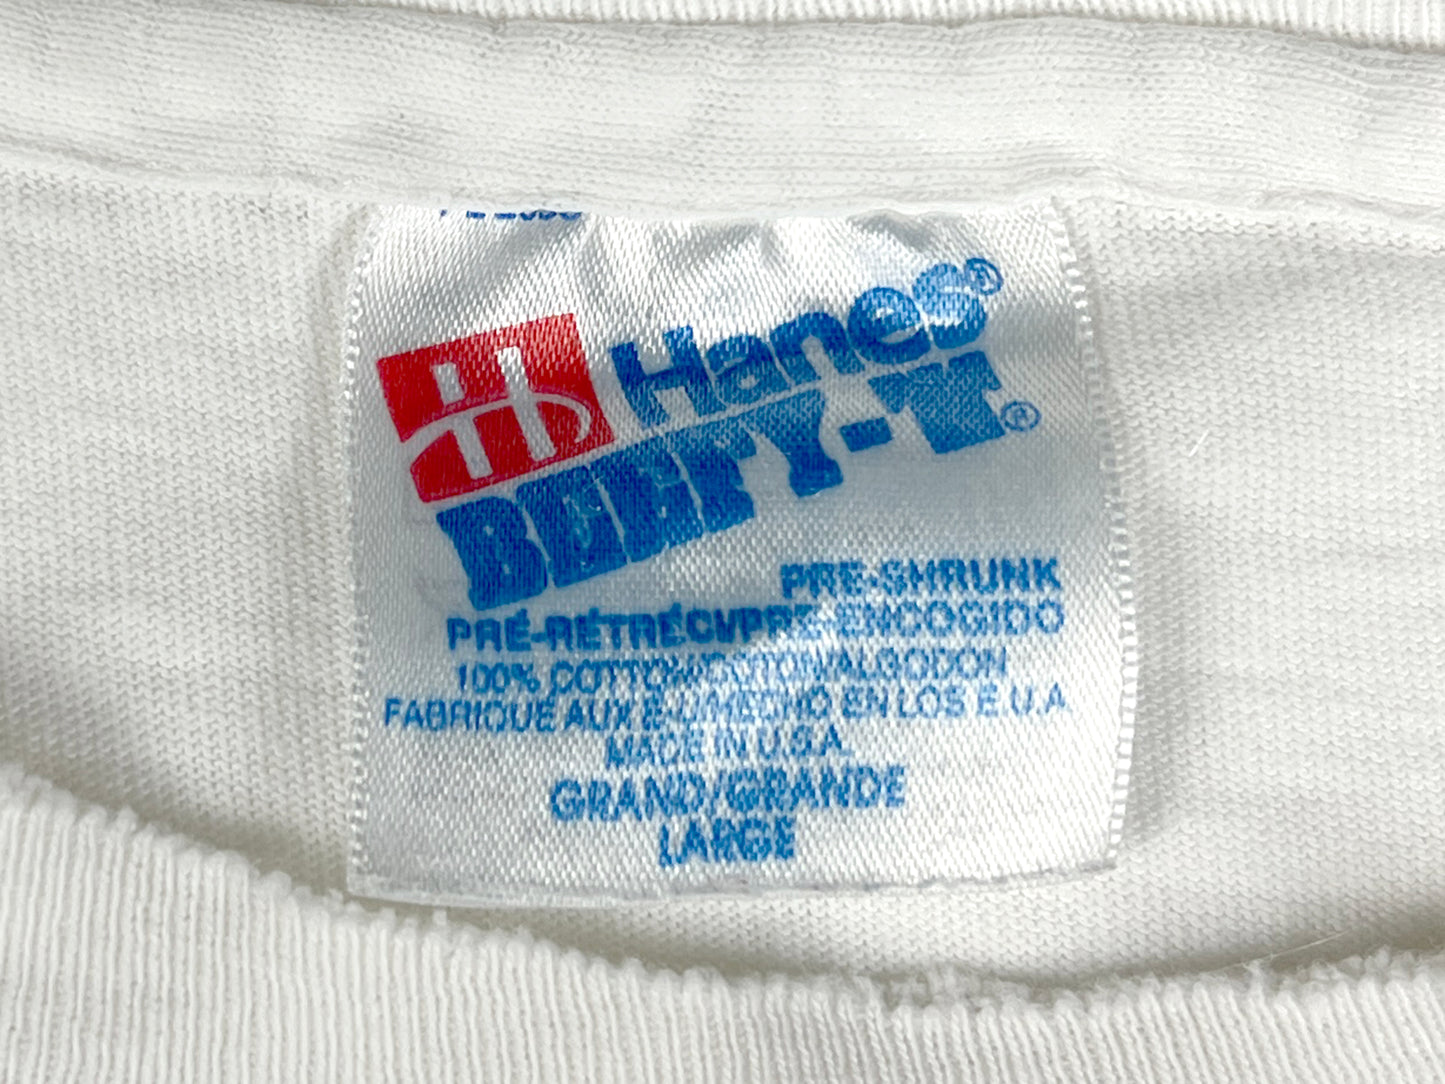 Hanes®
BEEFY-T®
PRE-SHRUNK
PRÉ-RÉTRÉCI/PRE-ENCOGIDO
100% COTTON/COTON/ALGODON
FABRIQUÉ AUX É-U/HECHO EN LOS E.U.A
MADE IN U.S.A.
GRAND/GRANDE
LARGE